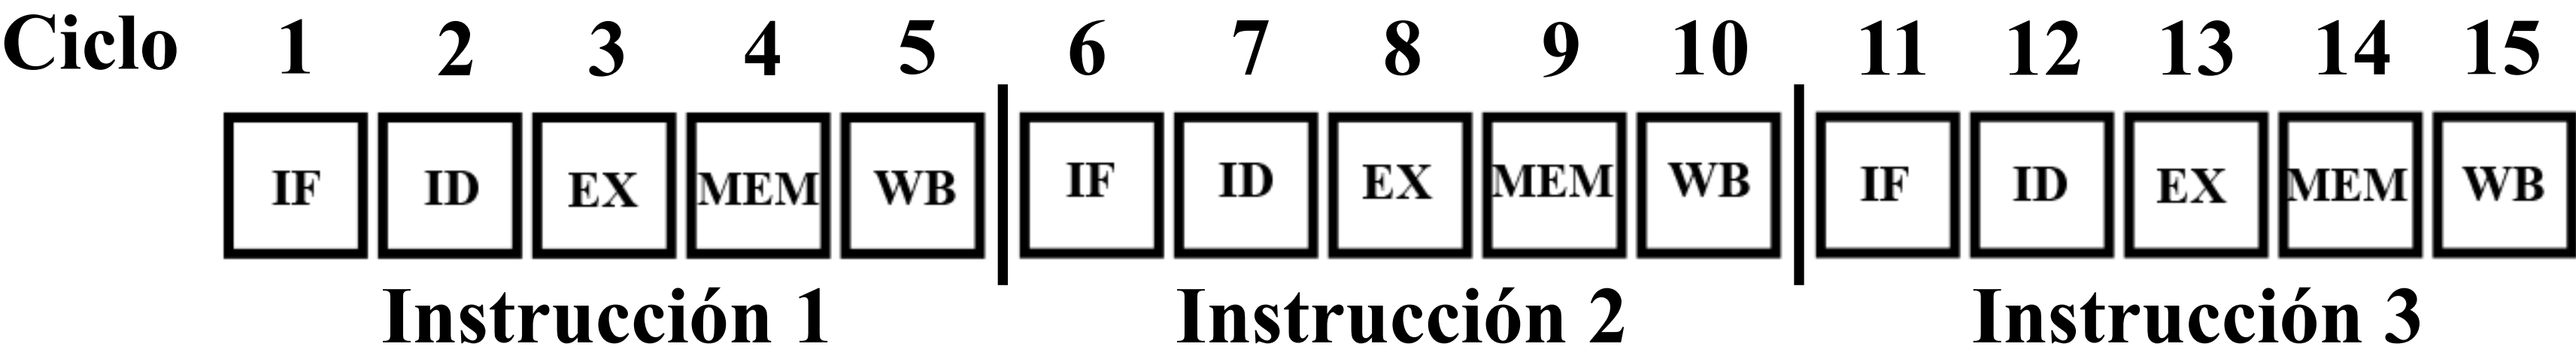 Ciclo 1 2 3 4 5 6 7 8 9 10 11 12 13 14 15
IF ID EX MEM WB IF ID EX MEM WB IF ID EX MEM WB
Instrucción 1 Instrucción 2 Instrucción 3